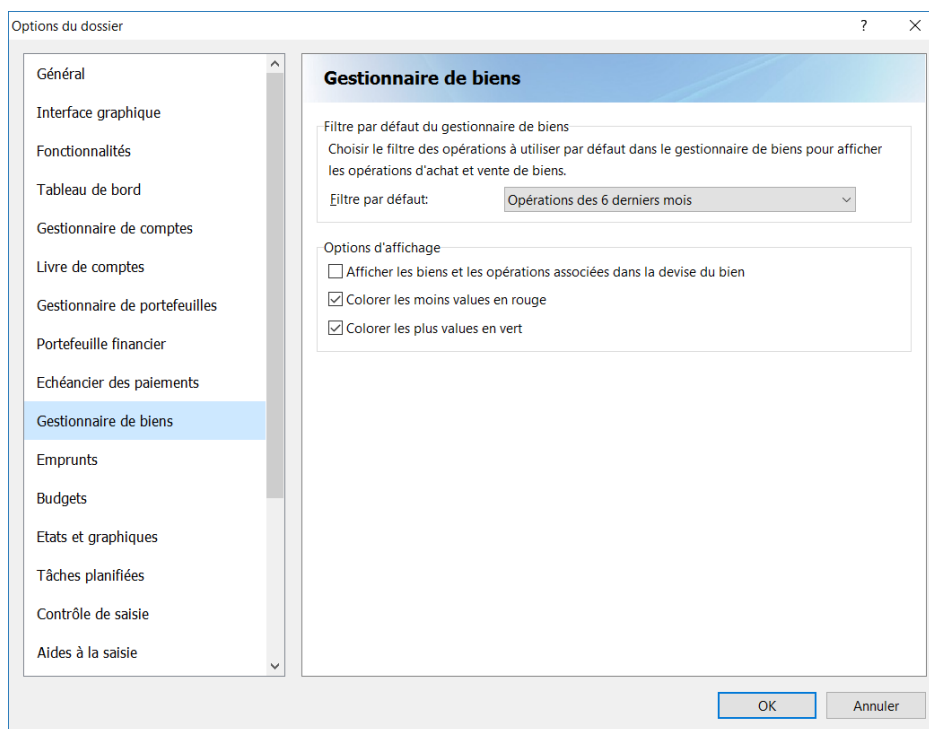 Options du dossier
?
Général
Interface graphique
Fonctionnalités
Tableau de bord
Gestionnaire de comptes
Livre de comptes
Gestionnaire de portefeuilles
Portefeuille financier
Echéancier des paiements
Gestionnaire de biens
Emprunts
Budgets
Etats et graphiques
Tâches planifiées
Contrôle de saisie
Aides à la saisie
Gestionnaire de biens
Filtre par défaut du gestionnaire de biens
Choisir le filtre des opérations à utiliser par défaut dans le gestionnaire de biens pour afficher
les opérations d'achat et vente de biens.
Filtre par défaut: Opérations des 6 derniers mois
Options d'affichage
Afficher les biens et les opérations associées dans la devise du bien
Colorer les moins values en rouge
Colorer les plus values en vert
OK Annuler